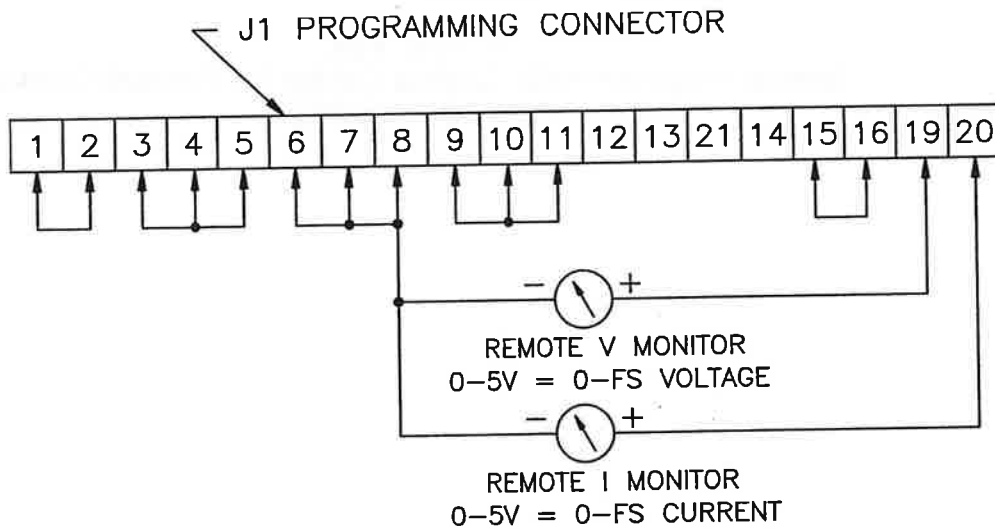 J1 PROGRAMMING CONNECTOR
1 2 3 4 5 6 7 8 9 10 11 12 13 21 14 15 16 19 20
− +
REMOTE V MONITOR
0−5V = 0−FS VOLTAGE
− +
REMOTE I MONITOR
0−5V = 0−FS CURRENT